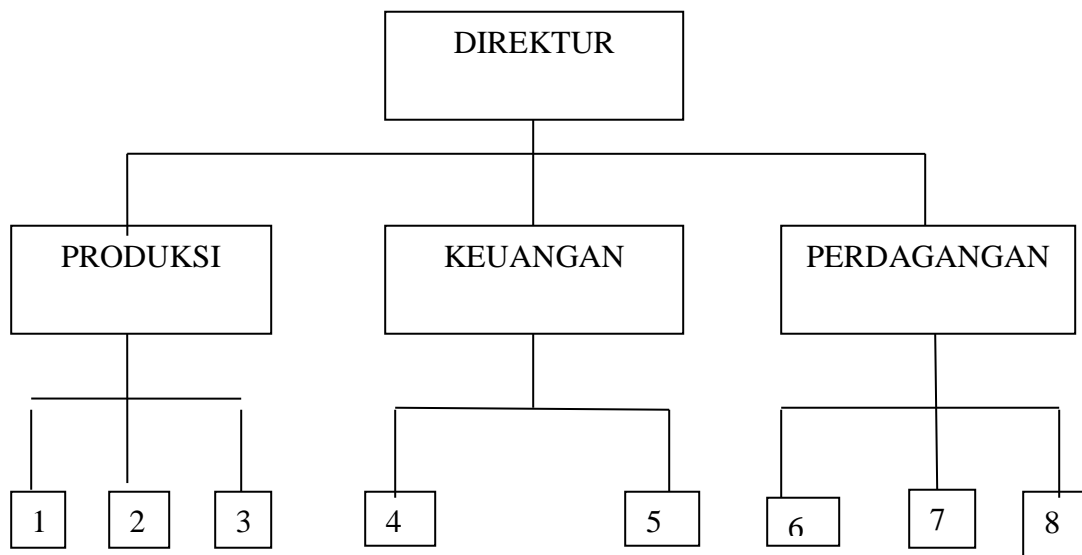 DIREKTUR
PRODUKSI
KEUANGAN
PERDAGANGAN
1
2
3
4
5
6
7
8